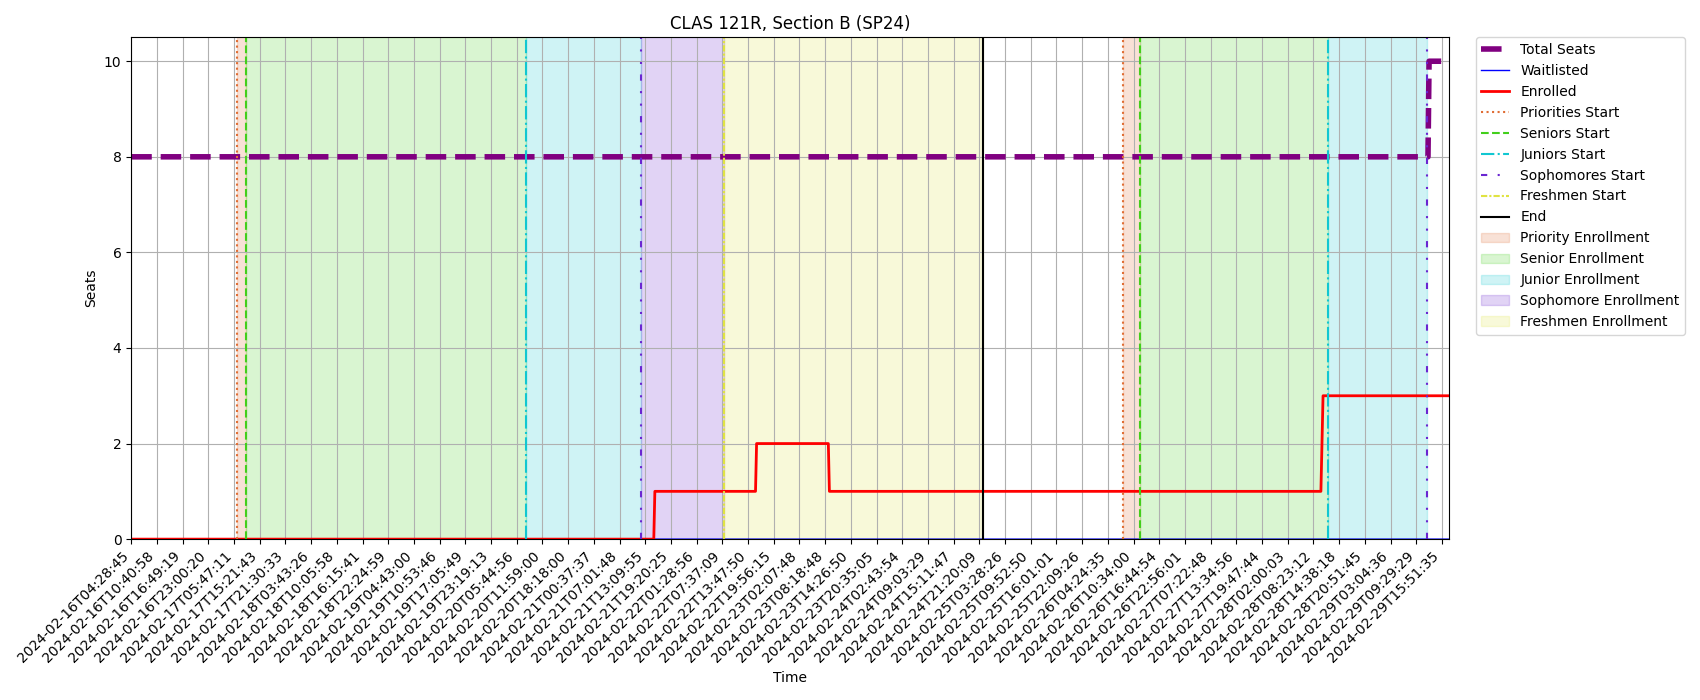 CLAS 121R, Section B (SP24)
10
8
6
4
2
0
Seats
2024-02-16T04:28:45
2024-02-16T10:40:58
2024-02-16T16:49:19
2024-02-16T23:00:20
2024-02-17T05:47:11
2024-02-17T15:21:43
2024-02-17T21:30:33
2024-02-18T03:43:26
2024-02-18T10:05:58
2024-02-18T16:15:41
2024-02-18T22:24:59
2024-02-19T04:43:00
2024-02-19T10:53:46
2024-02-19T17:05:49
2024-02-19T23:19:13
2024-02-20T05:44:56
2024-02-20T11:59:00
2024-02-20T18:18:00
2024-02-21T00:37:37
2024-02-21T07:01:48
2024-02-21T13:09:55
2024-02-21T19:20:25
2024-02-22T01:28:56
2024-02-22T07:37:09
2024-02-22T13:47:50
2024-02-22T19:56:15
2024-02-23T02:07:48
2024-02-23T08:18:48
2024-02-23T14:26:50
2024-02-23T20:35:05
2024-02-24T02:43:54
2024-02-24T09:03:29
2024-02-24T15:11:47
2024-02-24T21:20:09
2024-02-25T03:28:26
2024-02-25T09:52:50
2024-02-25T16:01:01
2024-02-25T22:09:26
2024-02-26T04:24:35
2024-02-26T10:34:00
2024-02-26T16:44:54
2024-02-26T22:56:01
2024-02-27T07:22:48
2024-02-27T13:34:56
2024-02-27T19:47:44
2024-02-28T02:00:03
2024-02-28T08:23:12
2024-02-28T14:38:18
2024-02-28T20:51:45
2024-02-29T03:04:36
2024-02-29T09:29:29
2024-02-29T15:51:35
Time
Total Seats
Waitlisted
Enrolled
Priorities Start
Seniors Start
Juniors Start
Sophomores Start
Freshmen Start
End
Priority Enrollment
Senior Enrollment
Junior Enrollment
Sophomore Enrollment
Freshmen Enrollment